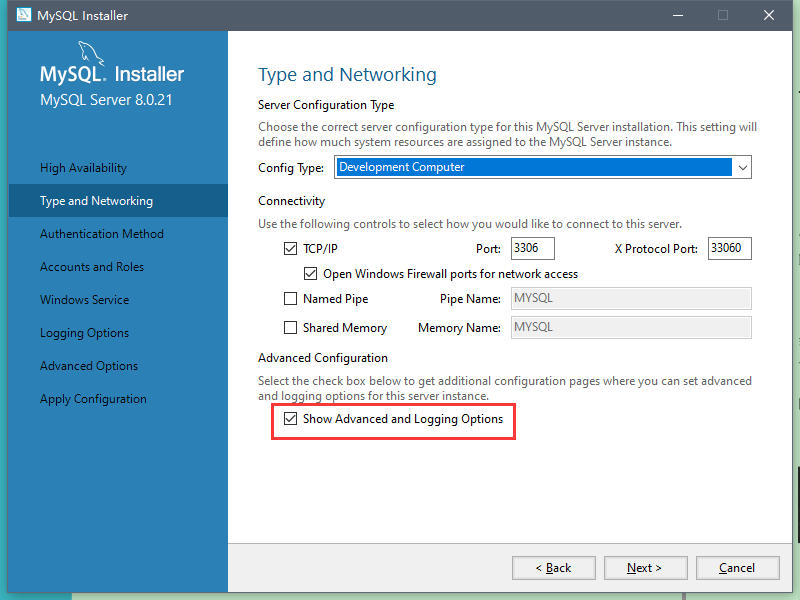 MySQL Installer
MySQL. Installer
MySQL Server 8.0.21
High Availability
Type and Networking
Authentication Method
Accounts and Roles
Windows Service
Logging Options
Advanced Options
Apply Configuration
Type and Networking
Server Configuration Type
Choose the correct server configuration type for this MySQL Server installation. This setting will
define how much system resources are assigned to the MySQL Server instance.
Config Type: Development Computer
Connectivity
Use the following controls to select how you would like to connect to this server.
TCP/IP Port: 3306 X Protocol Port: 33060
Open Windows Firewall ports for network access
Named Pipe Pipe Name: MYSQL
Shared Memory Memory Name: MYSQL
Advanced Configuration
Select the check box below to get additional configuration pages where you can set advanced
and logging options for this server instance.
Show Advanced and Logging Options
< Back Next > Cancel